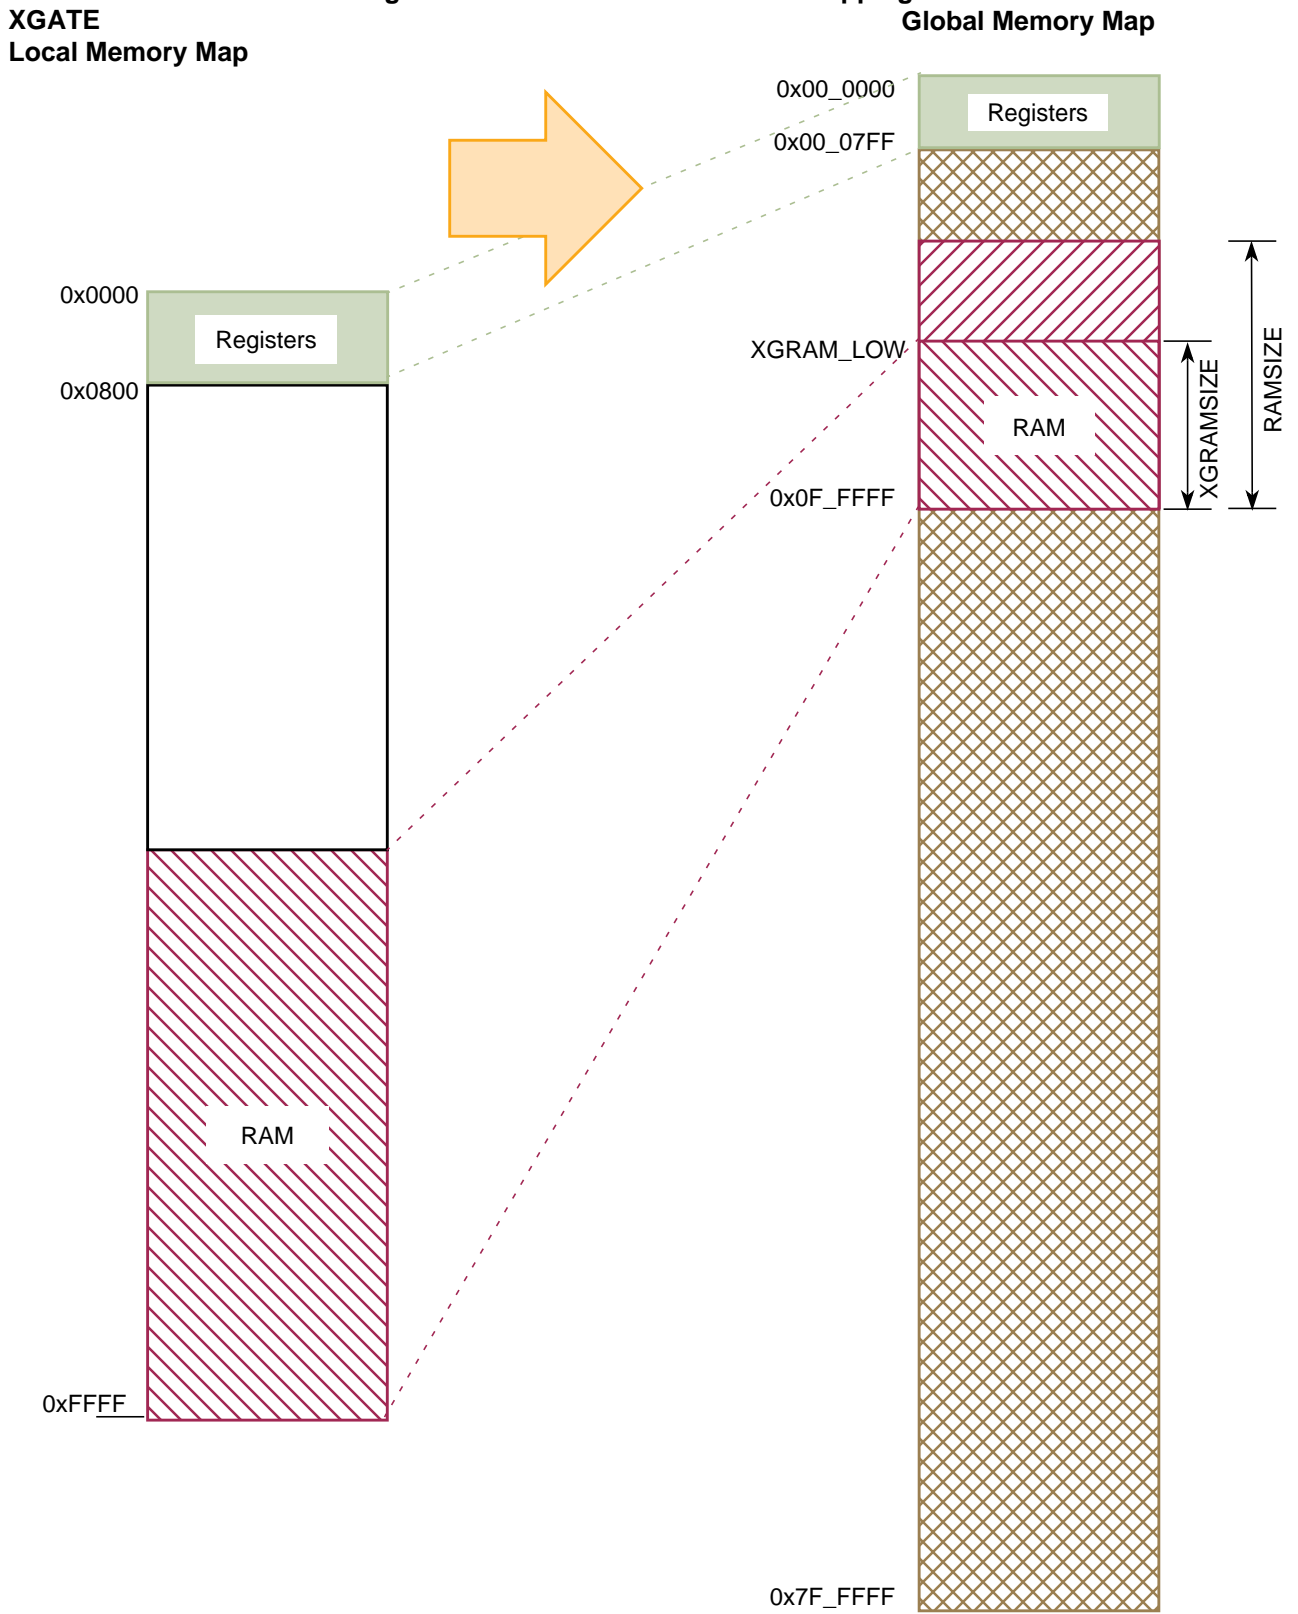 XGATE
Local Memory Map
Global Memory Map
0x00_0000
Registers
0x00_07FF
0x0000
Registers
0x0800
XGRAM_LOW
RAM
XGRAMSIZE
RAMSIZE
0x0F_FFFF
RAM
0xFFFF
0x7F_FFFF